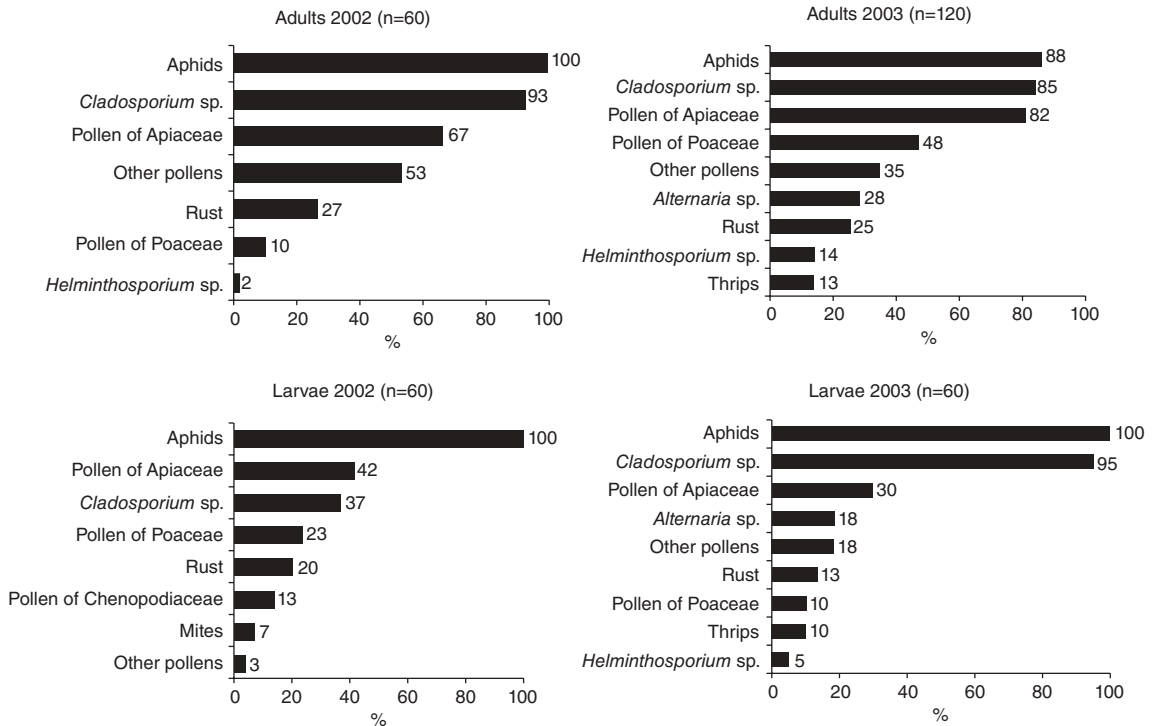 Adults 2002 (n=60)
Aphids 100
Cladosporium sp. 93
Pollen of Apiaceae 67
Other pollens 53
Rust 27
Pollen of Poaceae 10
Helminthosporium sp. 2
0 20 40 60 80 100
%
Adults 2003 (n=120)
Aphids 88
Cladosporium sp. 85
Pollen of Apiaceae 82
Pollen of Poaceae 48
Other pollens 35
Alternaria sp. 28
Rust 25
Helminthosporium sp. 14
Thrips 13
0 20 40 60 80 100
%
Larvae 2002 (n=60)
Aphids 100
Pollen of Apiaceae 42
Cladosporium sp. 37
Pollen of Poaceae 23
Rust 20
Pollen of Chenopodiaceae 13
Mites 7
Other pollens 3
0 20 40 60 80 100
%
Larvae 2003 (n=60)
Aphids 100
Cladosporium sp. 95
Pollen of Apiaceae 30
Alternaria sp. 18
Other pollens 18
Rust 13
Pollen of Poaceae 10
Thrips 10
Helminthosporium sp. 5
0 20 40 60 80 100
%